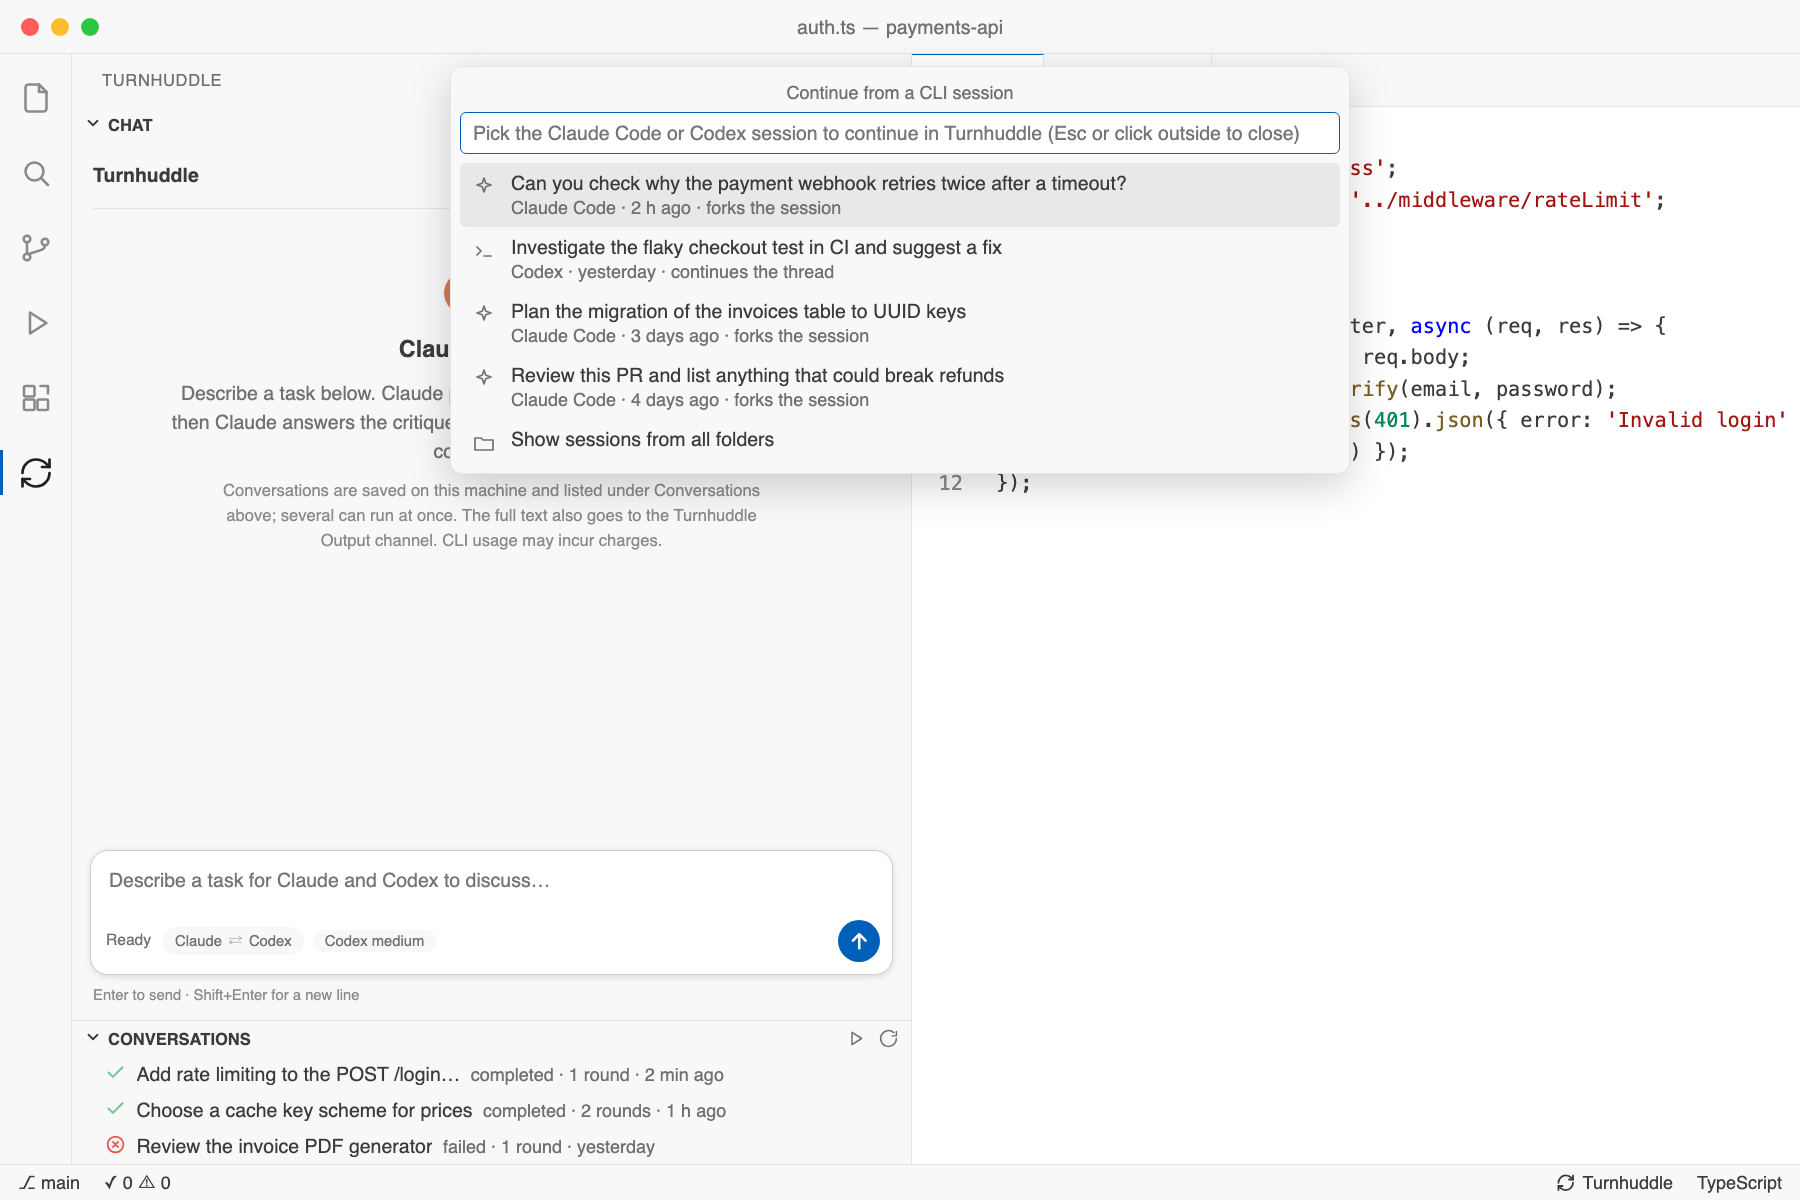 auth.ts — payments-api
TURNHUDDLE
CHAT
Turnhuddle
Continue from a CLI session
Pick the Claude Code or Codex session to continue in Turnhuddle (Esc or click outside to close)
Can you check why the payment webhook retries twice after a timeout?
Claude Code · 2 h ago · forks the session
Investigate the flaky checkout test in CI and suggest a fix
Codex · yesterday · continues the thread
Plan the migration of the invoices table to UUID keys
Claude Code · 3 days ago · forks the session
Review this PR and list anything that could break refunds
Claude Code · 4 days ago · forks the session
Show sessions from all folders
Clau
Describe a task below. Claude
then Claude answers the critique
co
Conversations are saved on this machine and listed under Conversations
above; several can run at once. The full text also goes to the Turnhuddle
Output channel. CLI usage may incur charges.
ss';
'../middleware/rateLimit';
ter, async (req, res) => {
req.body;
rify(email, password);
s(401).json({ error: 'Invalid login'
) });
12 });
Describe a task for Claude and Codex to discuss…
Ready Claude ⇌ Codex Codex medium
Enter to send · Shift+Enter for a new line
CONVERSATIONS
Add rate limiting to the POST /login… completed · 1 round · 2 min ago
Choose a cache key scheme for prices completed · 2 rounds · 1 h ago
Review the invoice PDF generator failed · 1 round · yesterday
main ✓ 0 ⚠ 0 Turnhuddle TypeScript